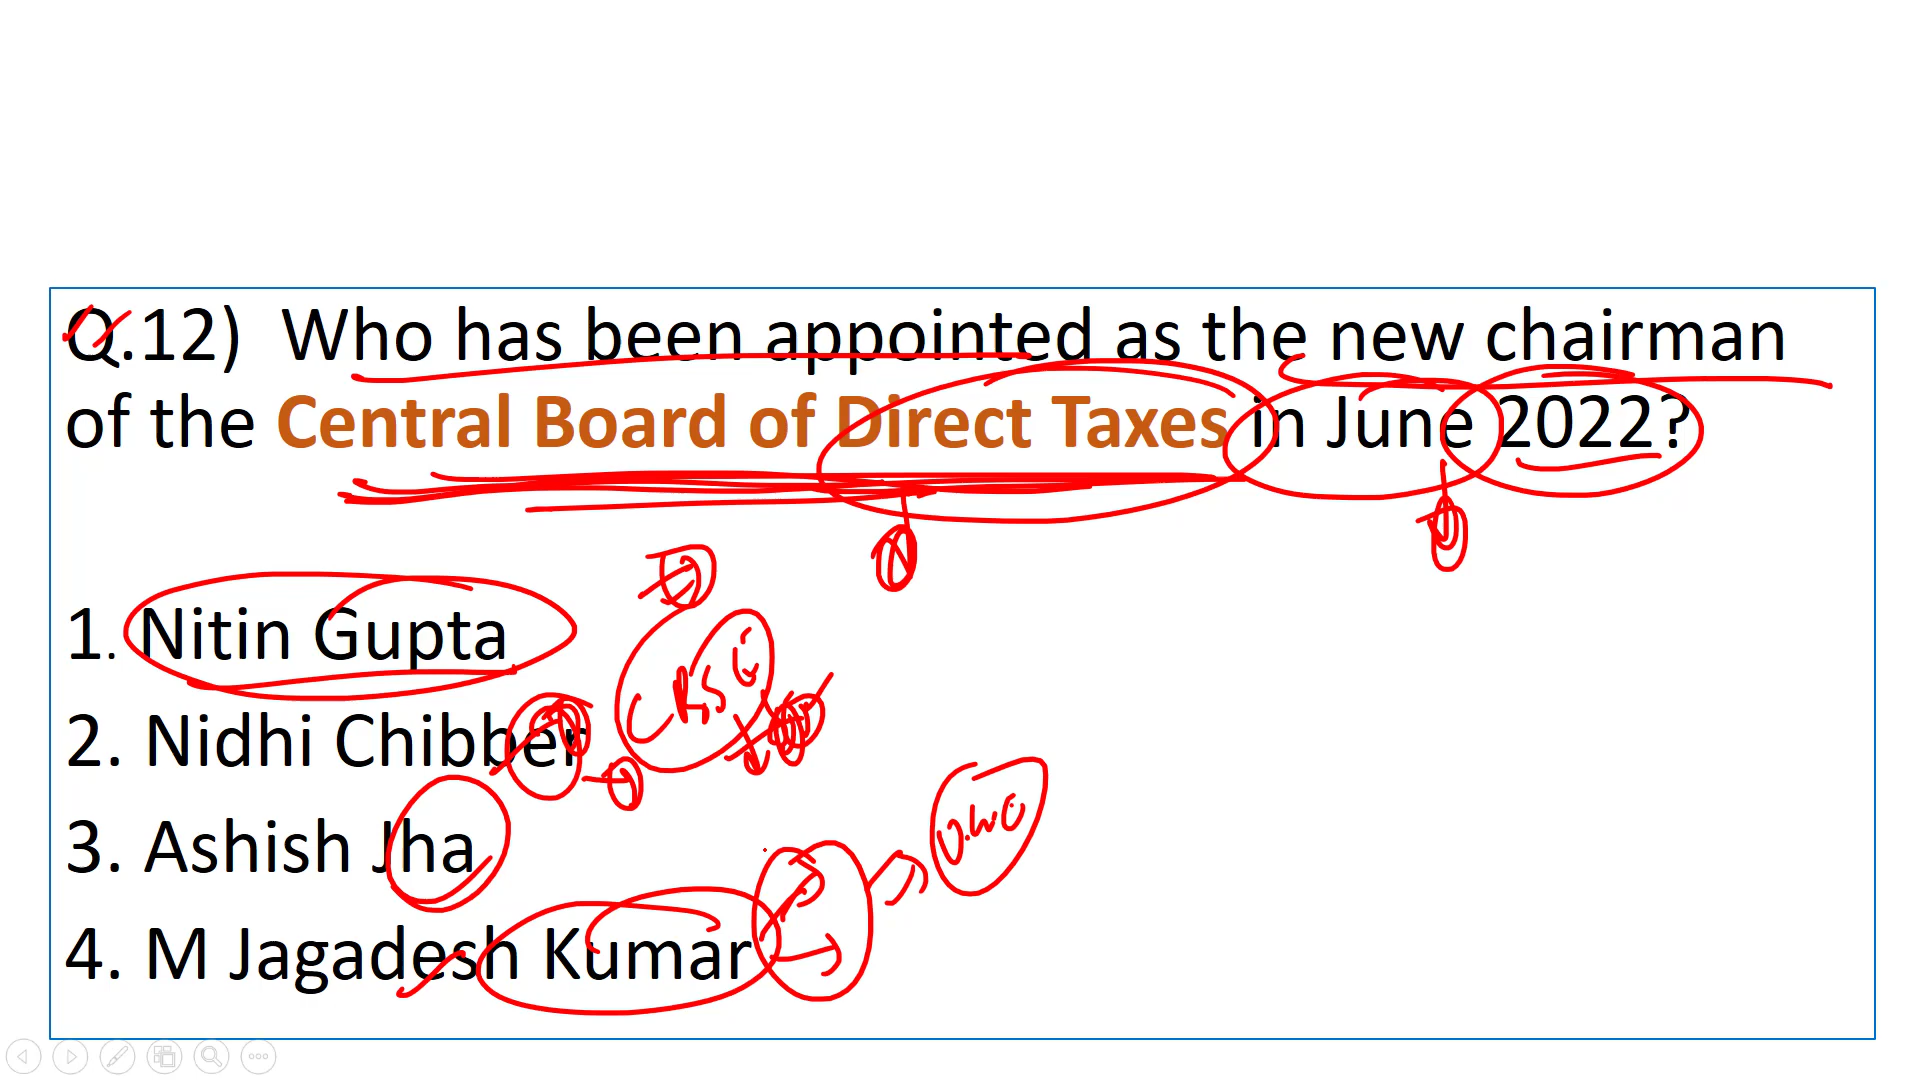 Q.12) Who has been appointed as the new chairman
of the Central Board of Direct Taxes in June 2022?
1. Nitin Gupta
2. Nidhi Chibber
3. Ashish Jha
4. M Jagadesh Kumar